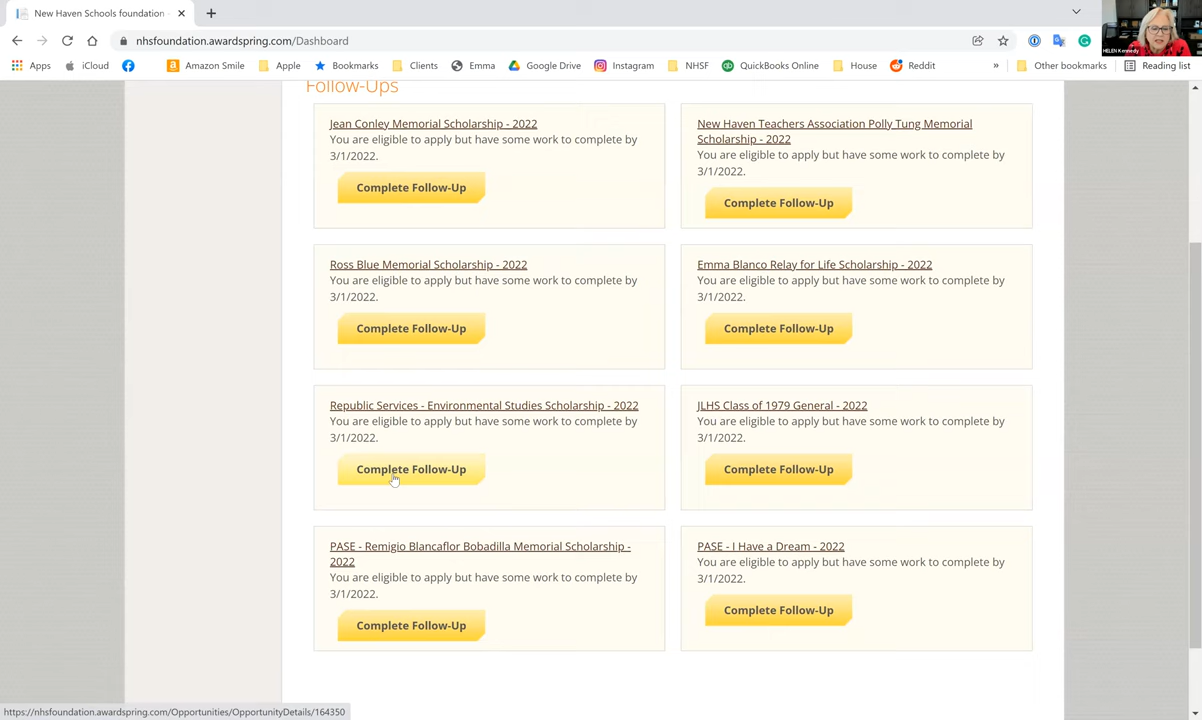 New Haven Schools foundation -
nhsfoundation.awardspring.com/Dashboard
Apps iCloud Amazon Smile Apple Bookmarks Clients Emma Google Drive Instagram NHSF QuickBooks Online House Reddit » Other bookmarks Reading list
HELEN Kennedy
Follow-Ups
Jean Conley Memorial Scholarship - 2022
You are eligible to apply but have some work to complete by
3/1/2022.
Complete Follow-Up
New Haven Teachers Association Polly Tung Memorial
Scholarship - 2022
You are eligible to apply but have some work to complete by
3/1/2022.
Complete Follow-Up
Ross Blue Memorial Scholarship - 2022
You are eligible to apply but have some work to complete by
3/1/2022.
Complete Follow-Up
Emma Blanco Relay for Life Scholarship - 2022
You are eligible to apply but have some work to complete by
3/1/2022.
Complete Follow-Up
Republic Services - Environmental Studies Scholarship - 2022
You are eligible to apply but have some work to complete by
3/1/2022.
Complete Follow-Up
JLHS Class of 1979 General - 2022
You are eligible to apply but have some work to complete by
3/1/2022.
Complete Follow-Up
PASE - Remigio Blancaflor Bobadilla Memorial Scholarship -
2022
You are eligible to apply but have some work to complete by
3/1/2022.
Complete Follow-Up
PASE - I Have a Dream - 2022
You are eligible to apply but have some work to complete by
3/1/2022.
Complete Follow-Up
https://nhsfoundation.awardspring.com/Opportunities/OpportunityDetails/164350